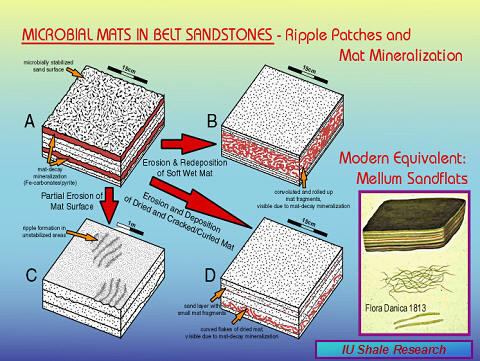 MICROBIAL MATS IN BELT SANDSTONES - Ripple Patches and
Mat Mineralization
microbially stabilized
sand surface
15cm
A
mat-decay
mineralization
(Fe-carbonates/pyrite)
15cm
B
Erosion & Redeposition
of Soft Wet Mat
convoluted and rolled up
mat fragments,
visible due to mat-decay mineralization
Partial Erosion of
Mat Surface
Erosion and Deposition
of Dried and Cracked/Curled Mat
ripple formation in
unstabilized areas
1m
C
15cm
D
sand layer with
small mat fragments
curved flakes of dried mat,
visible due to mat-decay mineralization
Modern Equivalent:
Mellum Sandflats
Flora Danica 1813
IU Shale Research